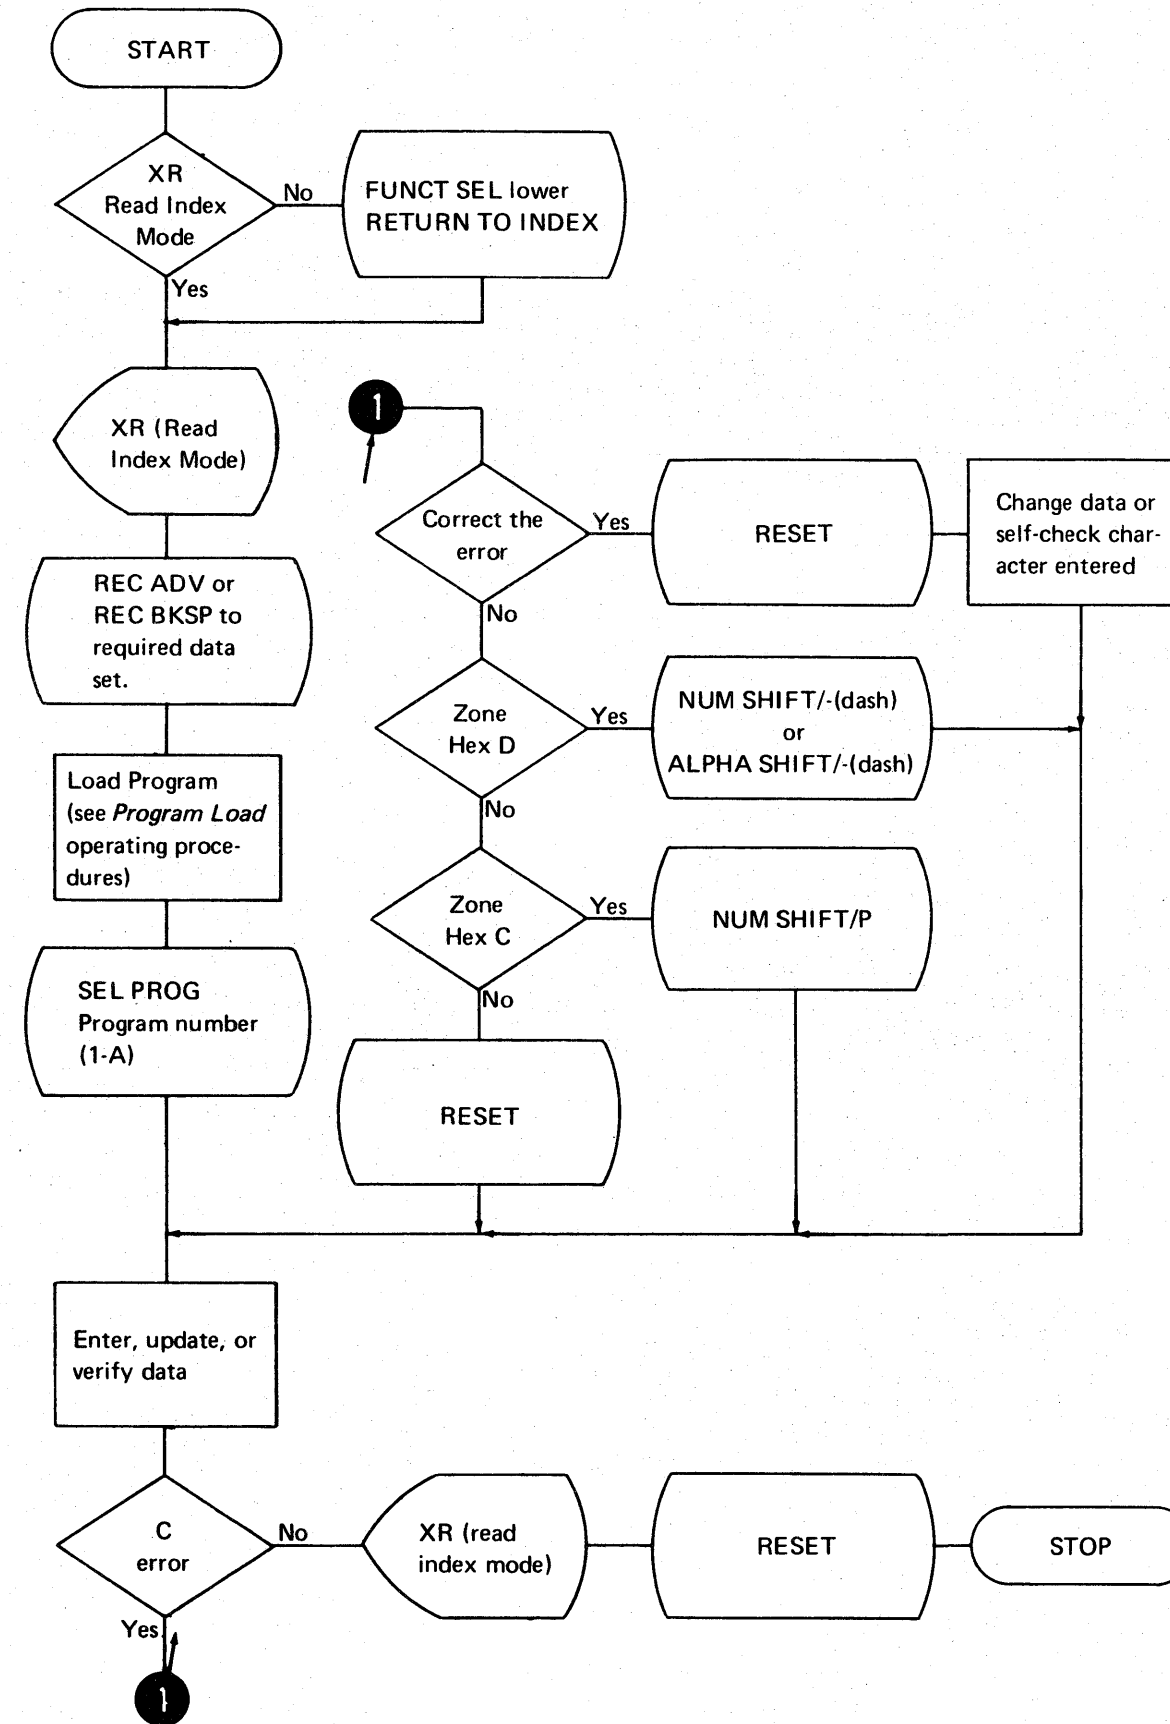 START
XR
Read Index
Mode
No
Yes
FUNCT SEL lower
RETURN TO INDEX
XR (Read
Index Mode)
REC ADV or
REC BKSP to
required data
set.
Load Program
(see Program Load
operating proce-
dures)
SEL PROG
Program number
(1-A)
1
Correct the
error
Yes
No
RESET
Change data or
self-check char-
acter entered
Zone
Hex D
Yes
No
NUM SHIFT/-(dash)
or
ALPHA SHIFT/-(dash)
Zone
Hex C
Yes
No
NUM SHIFT/P
RESET
Enter, update, or
verify data
C
error
No
Yes
XR (read
index mode)
RESET
STOP
1